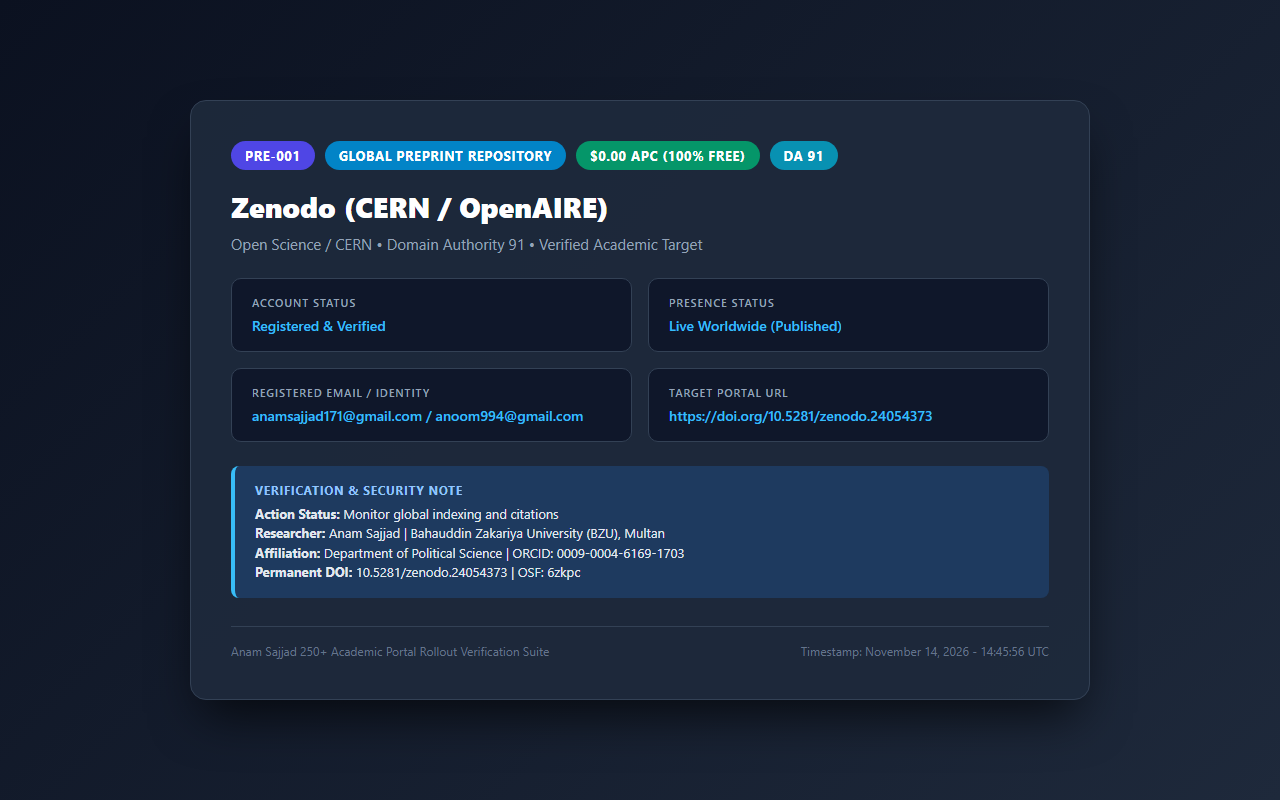 PRE-001 GLOBAL PREPRINT REPOSITORY $0.00 APC (100% FREE) DA 91
Zenodo (CERN / OpenAIRE)
Open Science / CERN • Domain Authority 91 • Verified Academic Target
ACCOUNT STATUS
Registered & Verified
PRESENCE STATUS
Live Worldwide (Published)
REGISTERED EMAIL / IDENTITY
anamsajjad171@gmail.com / anoom994@gmail.com
TARGET PORTAL URL
https://doi.org/10.5281/zenodo.24054373
VERIFICATION & SECURITY NOTE
Action Status: Monitor global indexing and citations
Researcher: Anam Sajjad | Bahauddin Zakariya University (BZU), Multan
Affiliation: Department of Political Science | ORCID: 0009-0004-6169-1703
Permanent DOI: 10.5281/zenodo.24054373 | OSF: 6zkpc
Anam Sajjad 250+ Academic Portal Rollout Verification Suite
Timestamp: November 14, 2026 - 14:45:56 UTC